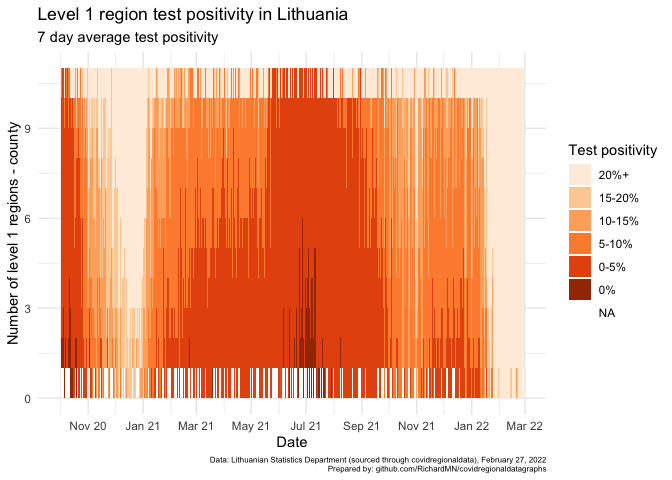 Level 1 region test positivity in Lithuania
7 day average test positivity
Number of level 1 regions - county
9
6
3
0
Nov 20
Jan 21
Mar 21
May 21
Jul 21
Sep 21
Nov 21
Jan 22
Mar 22
Date
Test positivity
20%+
15-20%
10-15%
5-10%
0-5%
0%
NA
Data: Lithuanian Statistics Department (sourced through covidregionaldata), February 27, 2022
Prepared by: github.com/RichardMN/covidregionaldatagraphs